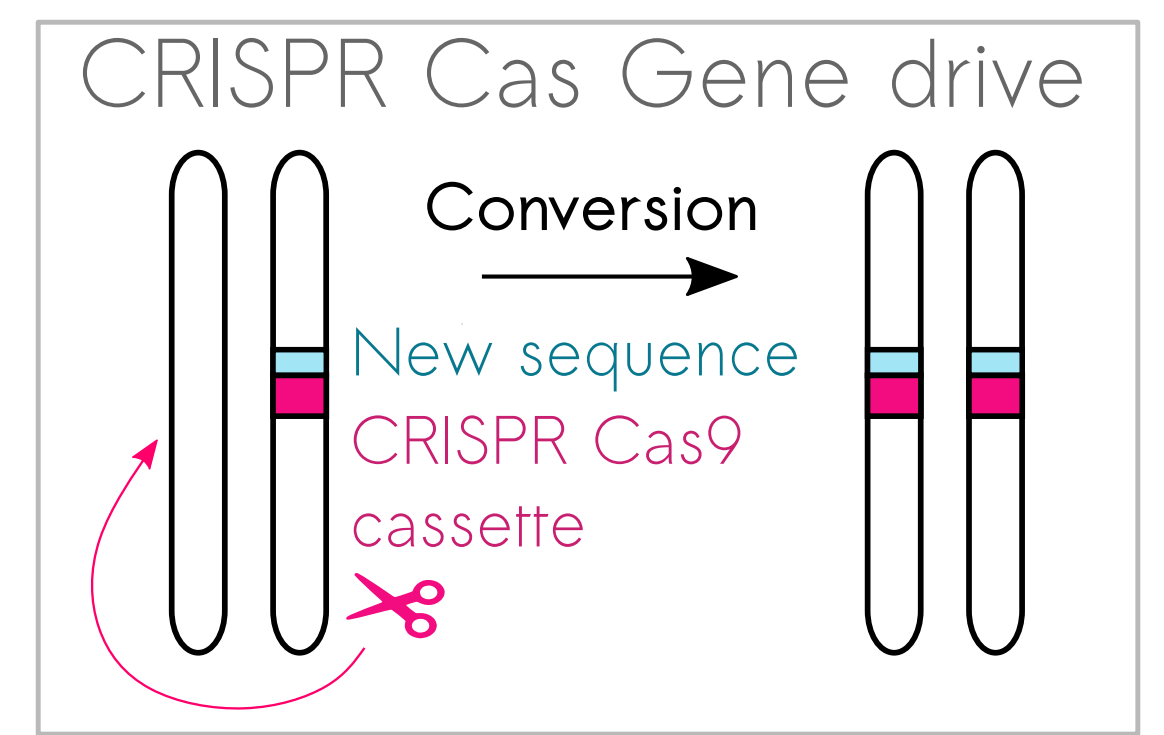 CRISPR Cas Gene drive
Conversion
New sequence
CRISPR Cas9
cassette